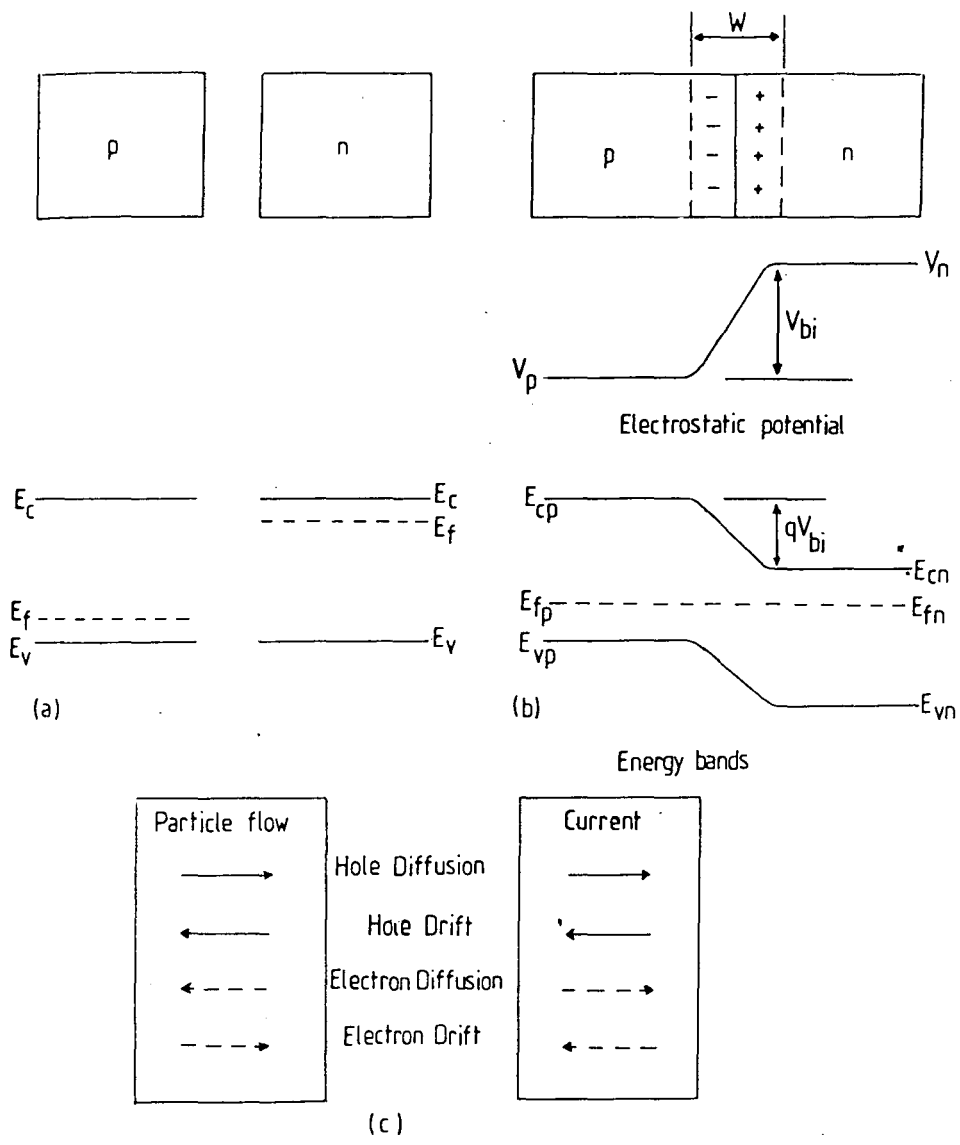 W
p
n
p
- +
- +
- +
- +
n
V_n
V_bi
V_p
Electrostatic potential
E_c
E_c
E_f
E_f
E_v
E_v
(a)
E_cp
qV_bi
E_cn
E_fp
E_fn
E_vp
E_vn
(b)
Energy bands
Particle flow
Current
Hole Diffusion
Hole Drift
Electron Diffusion
Electron Drift
(c)